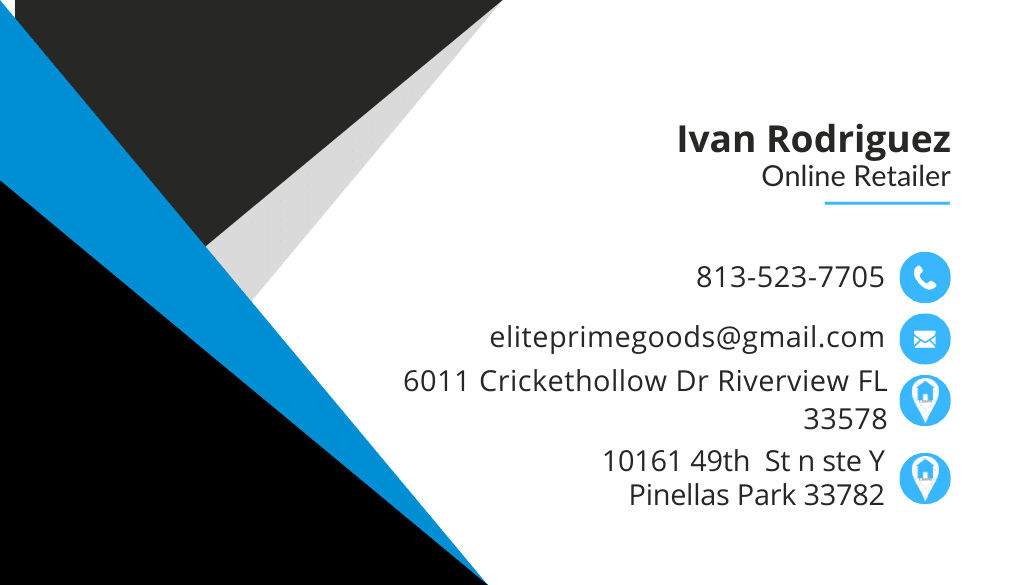 Ivan Rodriguez
Online Retailer
813-523-7705
eliteprimegoods@gmail.com
6011 Crickethollow Dr Riverview FL
33578
10161 49th  St n ste Y
Pinellas Park 33782